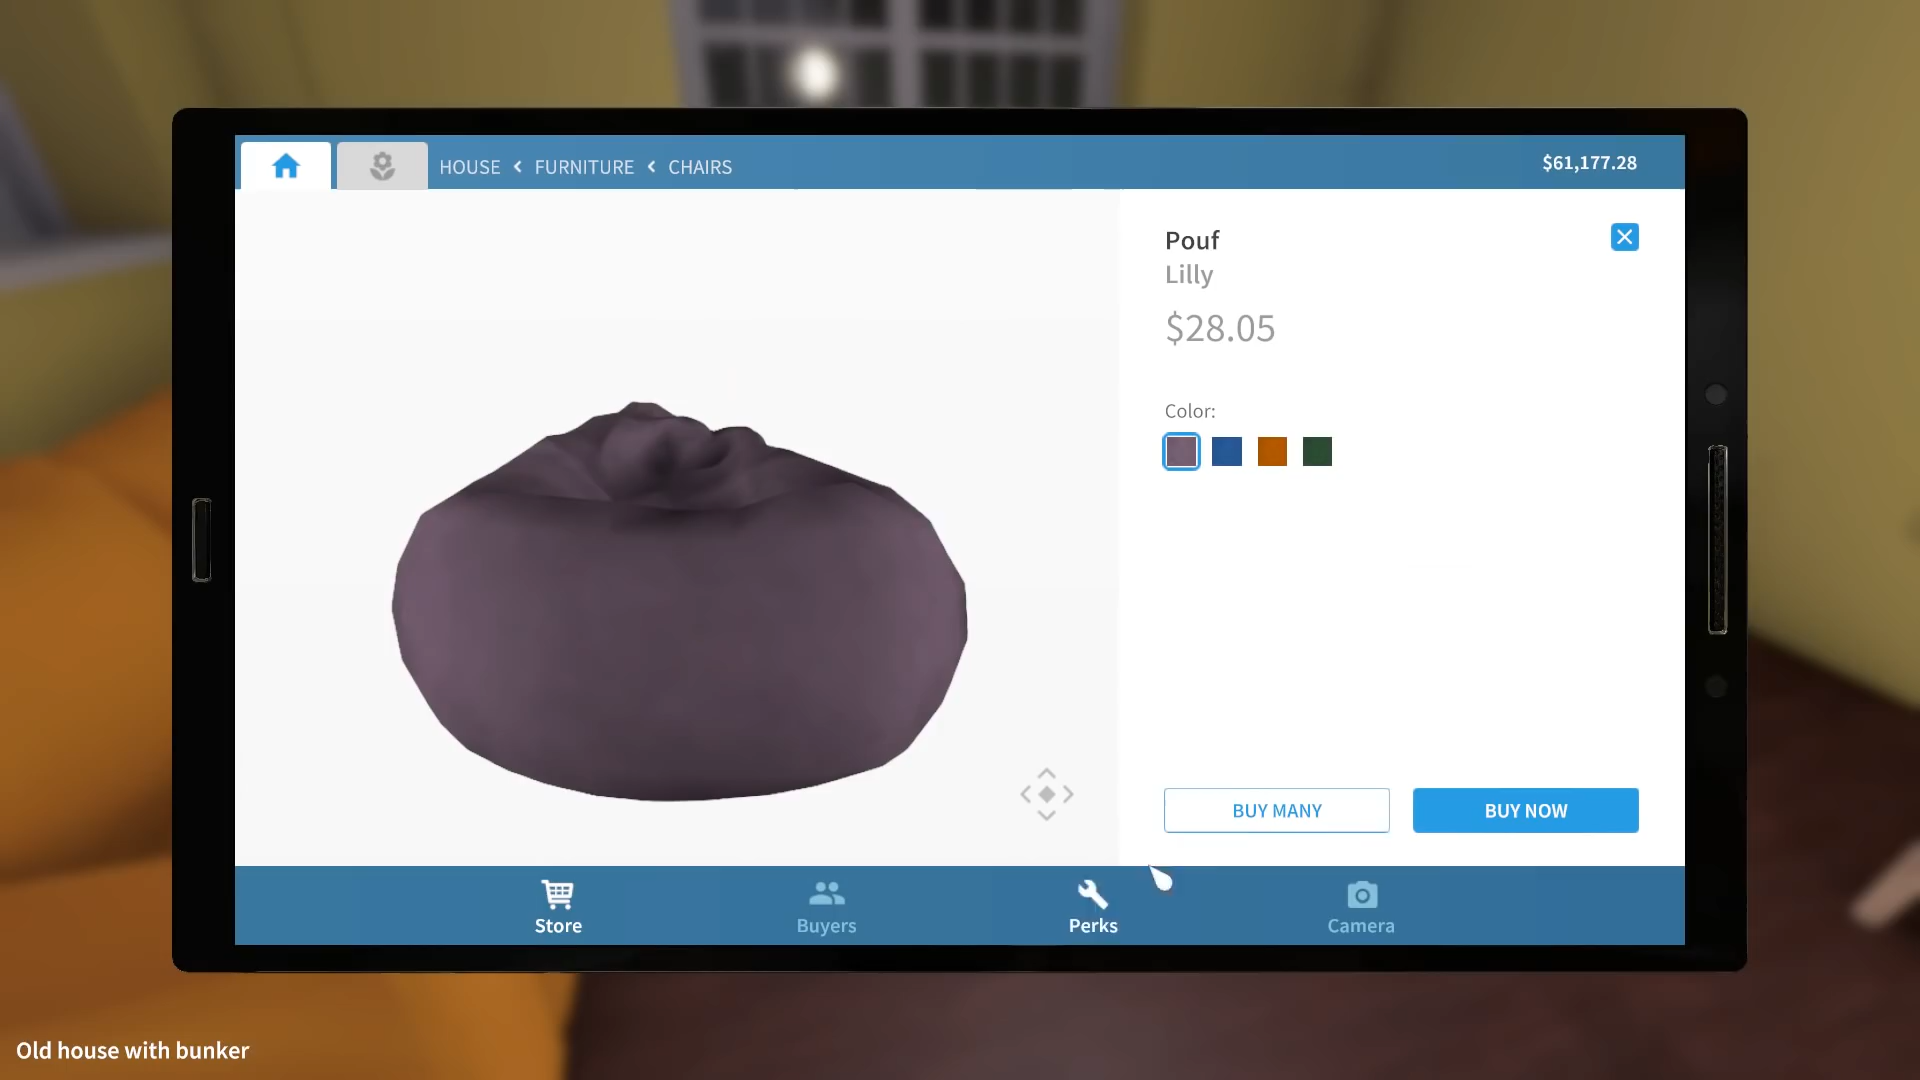 HOUSE < FURNITURE < CHAIRS
$61,177.28
Pouf
Lilly
$28.05
Color:
BUY MANY
BUY NOW
Store
Buyers
Perks
Camera
Old house with bunker